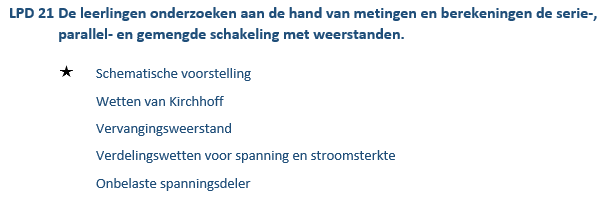 LPD 21 De leerlingen onderzoeken aan de hand van metingen en berekeningen de serie-,
parallel- en gemengde schakeling met weerstanden.
★ Schematische voorstelling
Wetten van Kirchhoff
Vervangingsweerstand
Verdelingswetten voor spanning en stroomsterkte
Onbelaste spanningsdeler